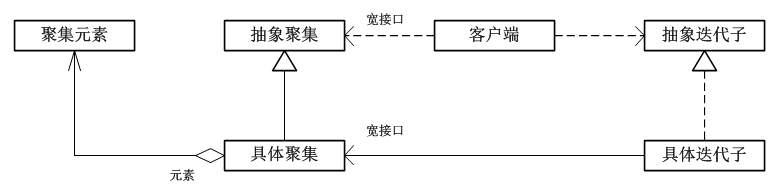 宽接口
聚集元素
抽象聚集
客户端
抽象迭代子
宽接口
具体聚集
具体迭代子
元素